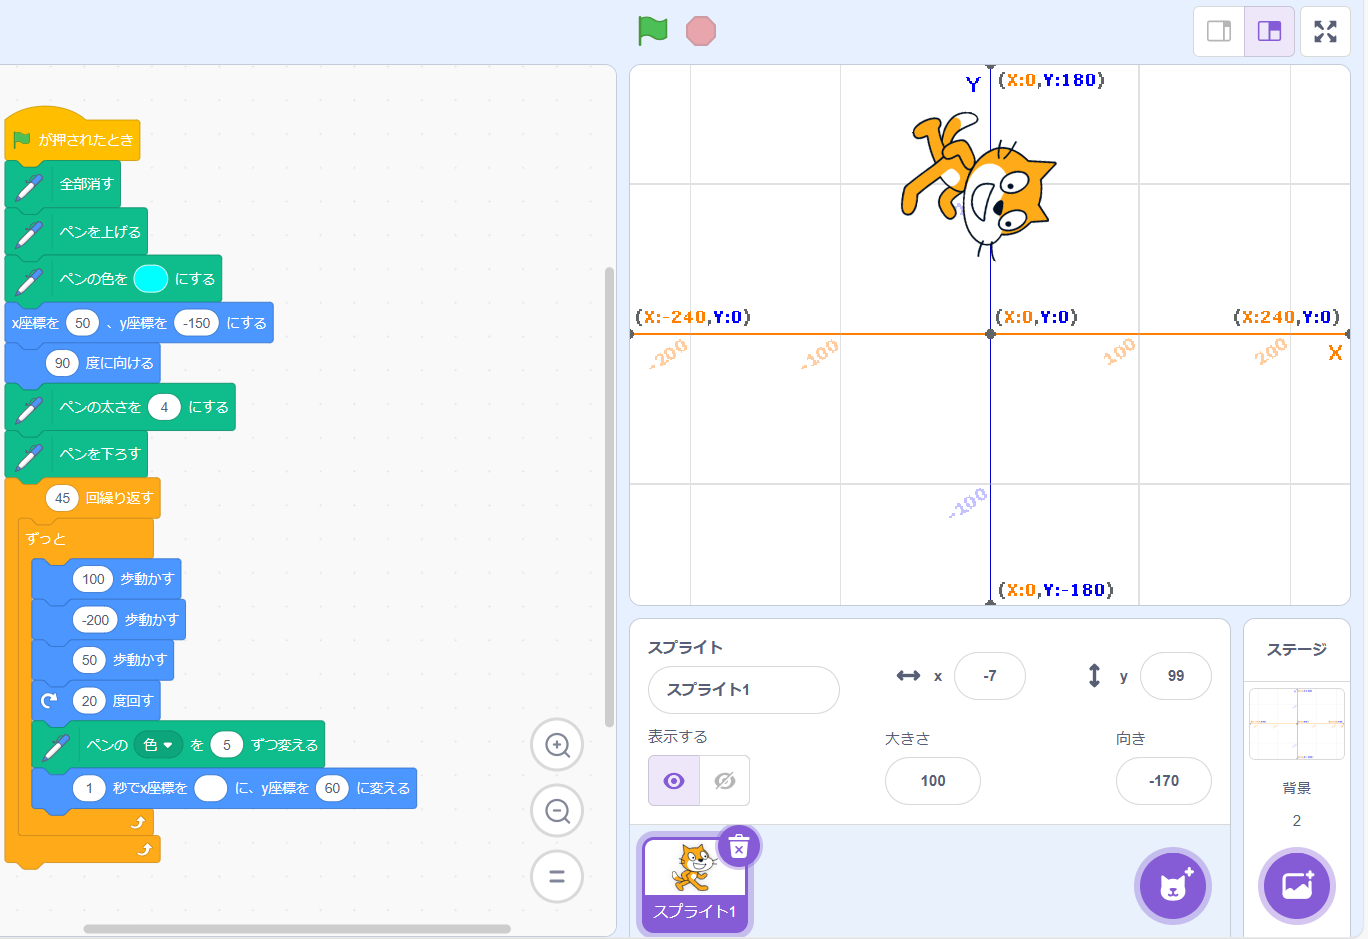 が押されたとき
全部消す
ペンを上げる
ペンの色を にする
x座標を 50 、y座標を -150 にする
90 度に向ける
ペンの太さを 4 にする
ペンを下ろす
45 回繰り返す
ずっと
100 歩動かす
-200 歩動かす
50 歩動かす
20 度回す
ペンの 色 を 5 ずつ変える
1 秒でx座標を に、y座標を 60 に変える
Y (X:0,Y:180)
(X:-240,Y:0) (X:0,Y:0) (X:240,Y:0)
-200 -100 100 200 X
-100
(X:0,Y:-180)
スプライト
スプライト1 x -7 y 99
表示する 大きさ 向き
100 -170
スプライト1
ステージ
背景
2